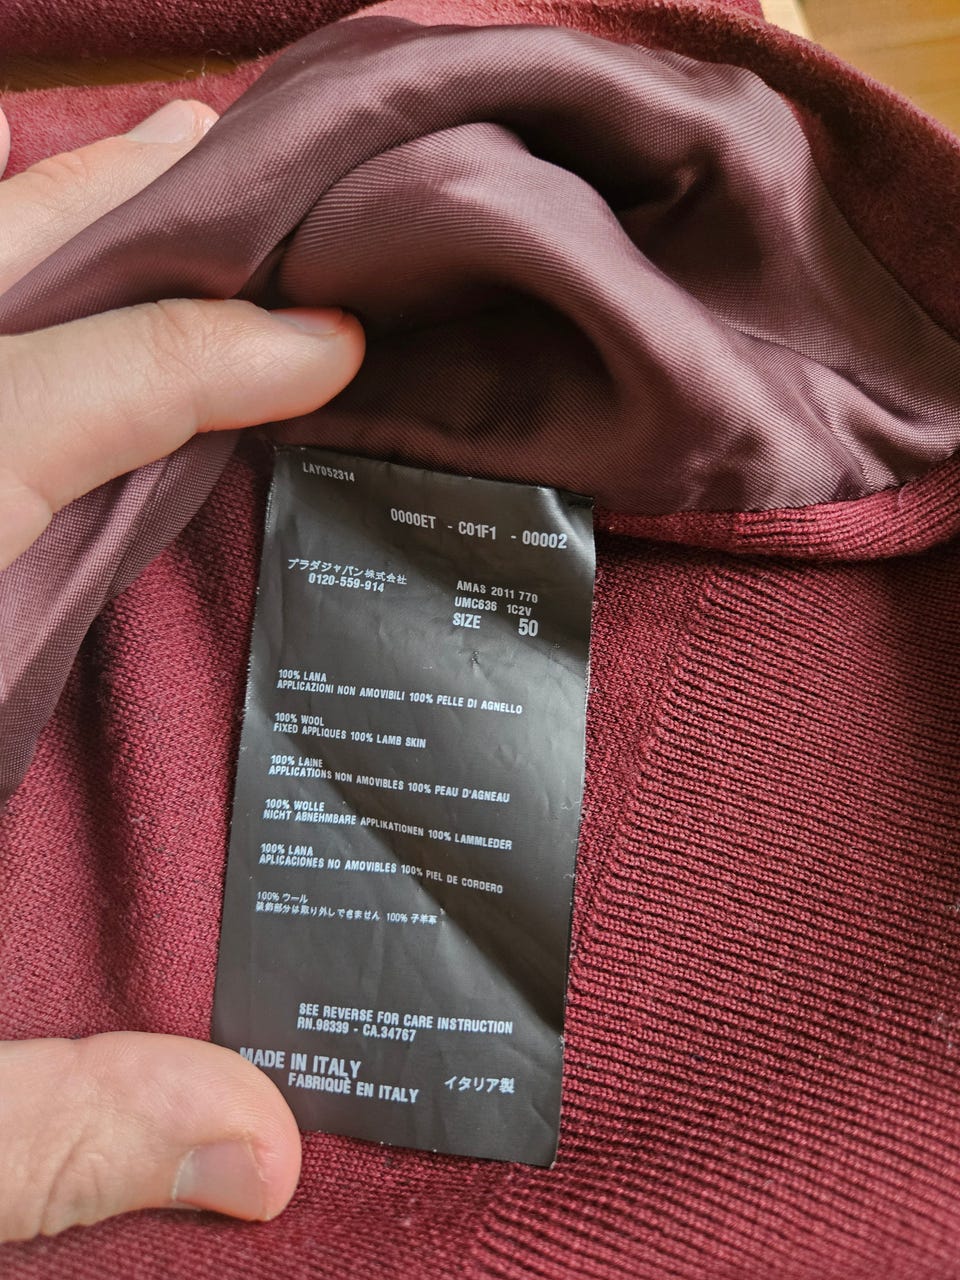 LAY052314
0000ET - C01F1 - 00002
プラダジャパン株式会社
0120-559-914
AMAS 2011 770
UMC636 1C2V
SIZE 50
100% LANA
APPLICAZIONI NON AMOVIBILI 100% PELLE DI AGNELLO
100% WOOL
FIXED APPLIQUES 100% LAMB SKIN
100% LAINE
APPLICATIONS NON AMOVIBLES 100% PEAU D'AGNEAU
100% WOLLE
NICHT ABNEHMBARE APPLIKATIONEN 100% LAMMLEDER
100% LANA
APLICACIONES NO AMOVIBLES 100% PIEL DE CORDERO
100% ウール
装飾部分は取り外しできません 100% 子羊革
SEE REVERSE FOR CARE INSTRUCTION
RN.98339 - CA.34767
MADE IN ITALY
FABRIQUÉ EN ITALY
イタリア製